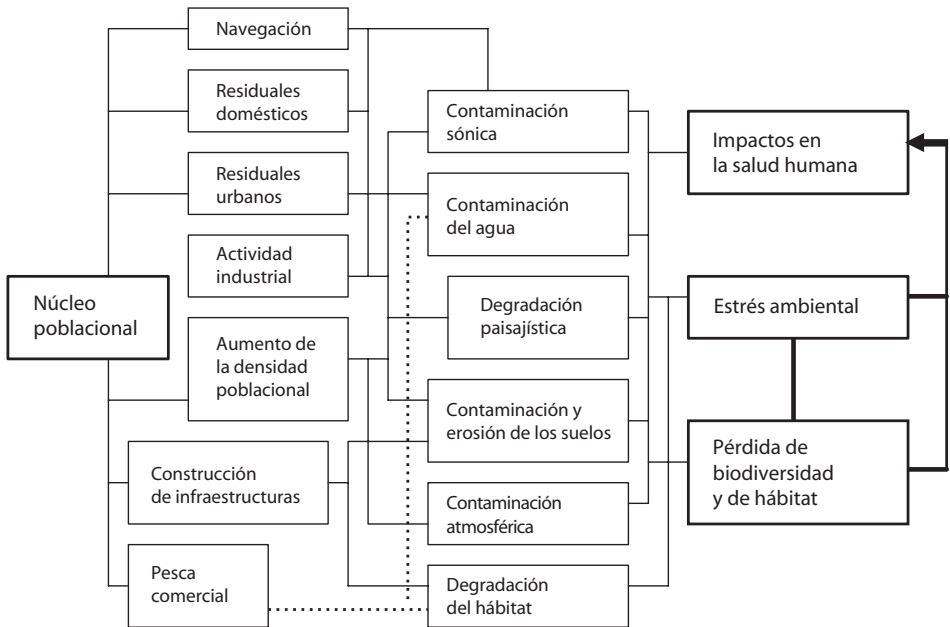 Núcleo
poblacional
Navegación
Residuales
domésticos
Residuales
urbanos
Actividad
industrial
Aumento de
la densidad
poblacional
Construcción
de infraestructuras
Pesca
comercial
Contaminación
sónica
Contaminación
del agua
Degradación
paisajística
Contaminación y
erosión de los suelos
Contaminación
atmosférica
Degradación
del hábitat
Impactos en
la salud humana
Estrés ambiental
Pérdida de
biodiversidad
y de hábitat